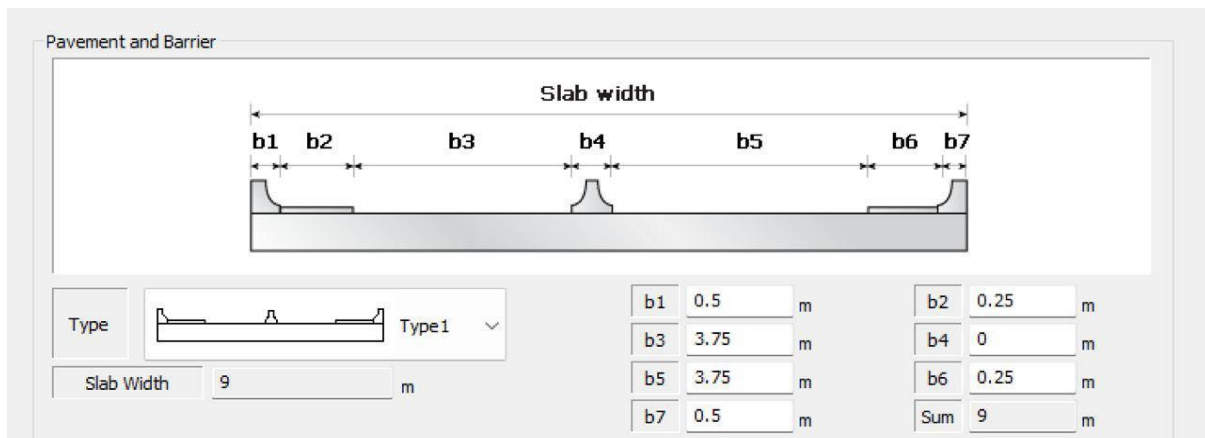 Pavement and Barrier
Slab width
b1 b2 b3 b4 b5 b6 b7
Type Type1
Slab Width 9 m
b1 0.5 m b2 0.25 m
b3 3.75 m b4 0 m
b5 3.75 m b6 0.25 m
b7 0.5 m Sum 9 m